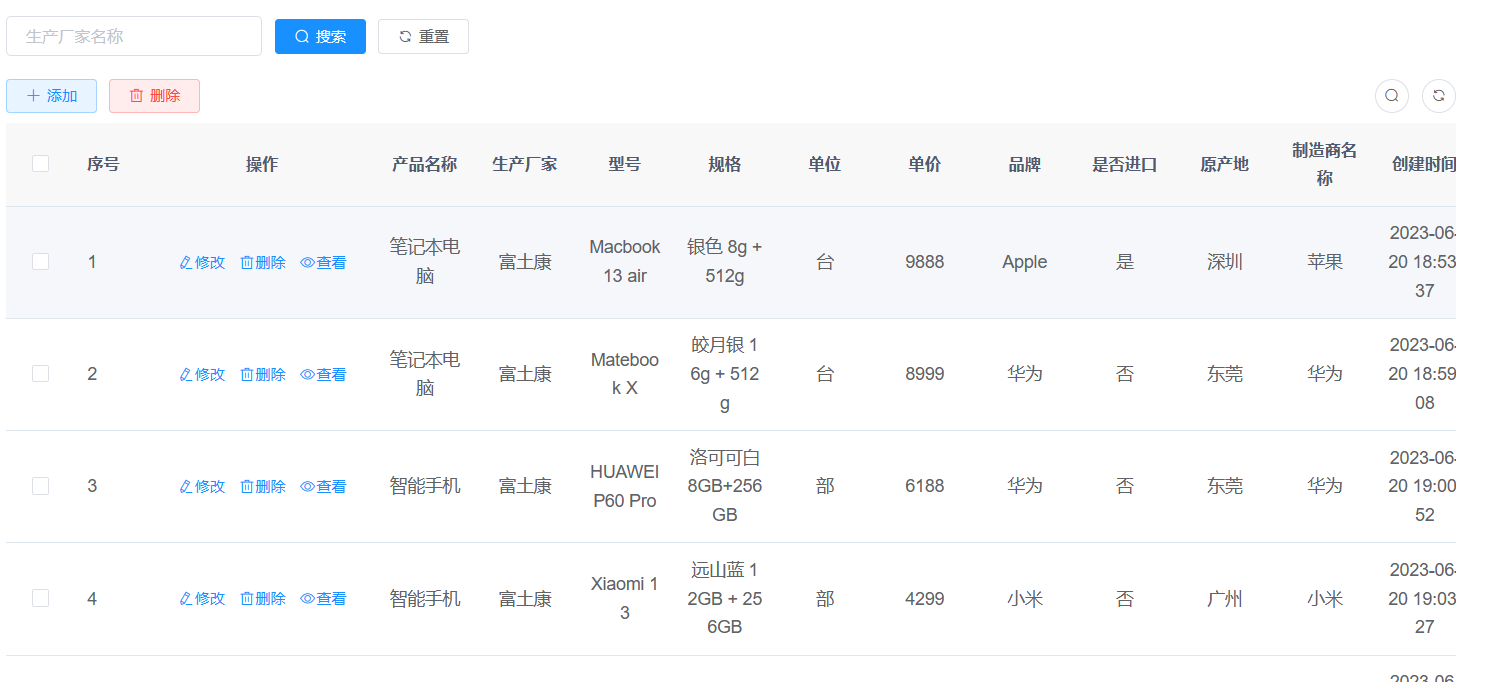 生产厂家名称 搜索 重置
添加 删除
序号 操作 产品名称 生产厂家 型号 规格 单位 单价 品牌 是否进口 原产地 制造商名
称 创建时间
1 修改 删除 查看 笔记本电
脑 富士康 Macbook
13 air 银色 8g +
512g 台 9888 Apple 是 深圳 苹果 2023-06-
20 18:53
37
2 修改 删除 查看 笔记本电
脑 富士康 Mateboo
k X 皎月银 1
6g + 512
g 台 8999 华为 否 东莞 华为 2023-06-
20 18:59
08
3 修改 删除 查看 智能手机 富士康 HUAWEI
P60 Pro 洛可可白
8GB+256
GB 部 6188 华为 否 东莞 华为 2023-06-
20 19:00
52
4 修改 删除 查看 智能手机 富士康 Xiaomi 1
3 远山蓝 1
2GB + 25
6GB 部 4299 小米 否 广州 小米 2023-06-
20 19:03
27
2023-06